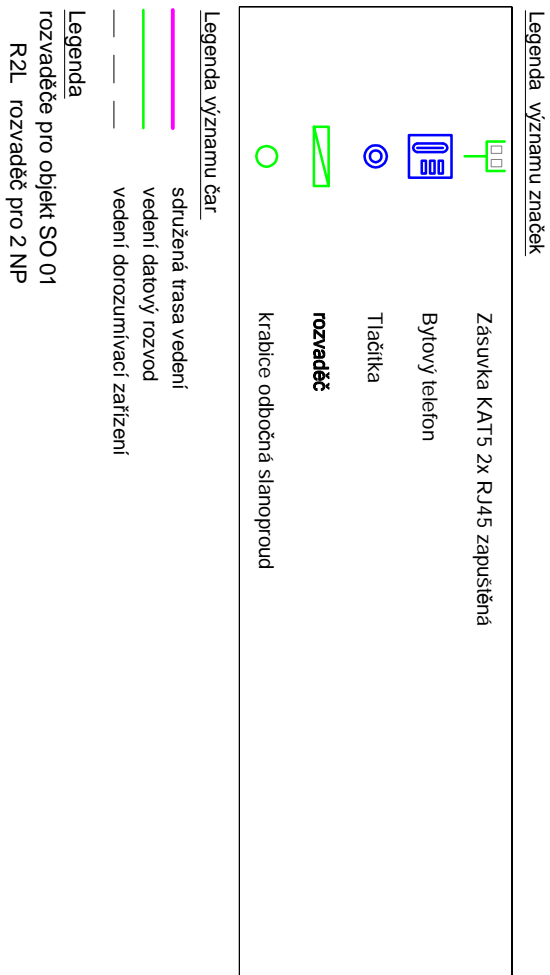 Legenda významu značek
Zásuvka KAT5 2x RJ45 zapuštěná
Bytový telefon
Tlačítka
rozvaděč
krabice odbočná slanoproud
Legenda významu čar
sdružená trasa vedení
vedení datový rozvod
vedení dorozumívací zařízení
Legenda
rozvaděče pro objekt SO 01
R2L rozvaděč pro 2 NP